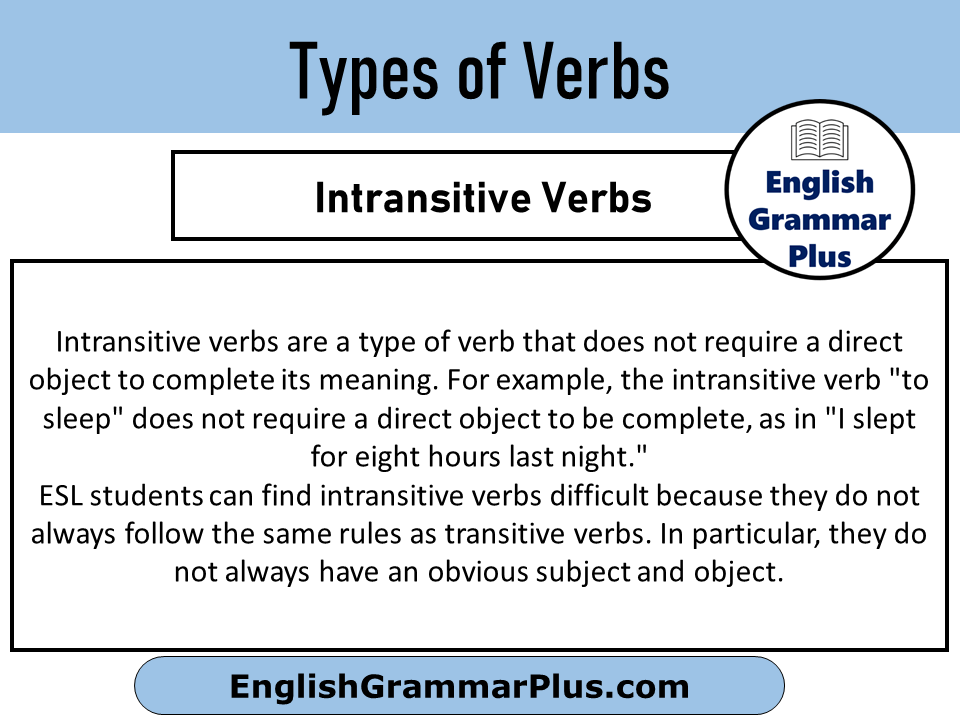 Types of Verbs
Intransitive Verbs
English
Grammar
Plus
Intransitive verbs are a type of verb that does not require a direct
object to complete its meaning. For example, the intransitive verb "to
sleep" does not require a direct object to be complete, as in "I slept
for eight hours last night."
ESL students can find intransitive verbs difficult because they do not
always follow the same rules as transitive verbs. In particular, they do
not always have an obvious subject and object.
EnglishGrammarPlus.com